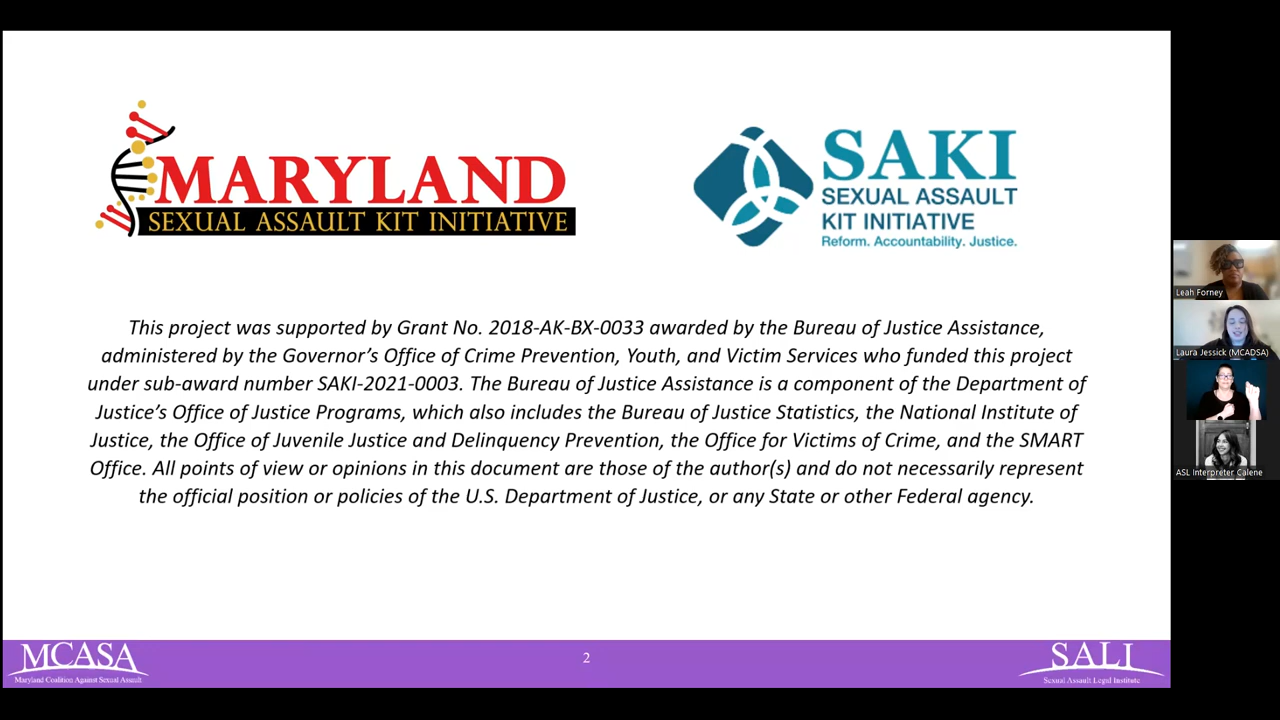 MARYLAND
SEXUAL ASSAULT KIT INITIATIVE
SAKI
SEXUAL ASSAULT
KIT INITIATIVE
Reform. Accountability. Justice.
This project was supported by Grant No. 2018-AK-BX-0033 awarded by the Bureau of Justice Assistance,
administered by the Governor's Office of Crime Prevention, Youth, and Victim Services who funded this project
under sub-award number SAKI-2021-0003. The Bureau of Justice Assistance is a component of the Department of
Justice's Office of Justice Programs, which also includes the Bureau of Justice Statistics, the National Institute of
Justice, the Office of Juvenile Justice and Delinquency Prevention, the Office for Victims of Crime, and the SMART
Office. All points of view or opinions in this document are those of the author(s) and do not necessarily represent
the official position or policies of the U.S. Department of Justice, or any State or other Federal agency.
Leah Forney
Laura Jessick (MCADSA)
ASL Interpreter Calene
MCASA
Maryland Coalition Against Sexual Assault
2
SALI
Sexual Assault Legal Institute